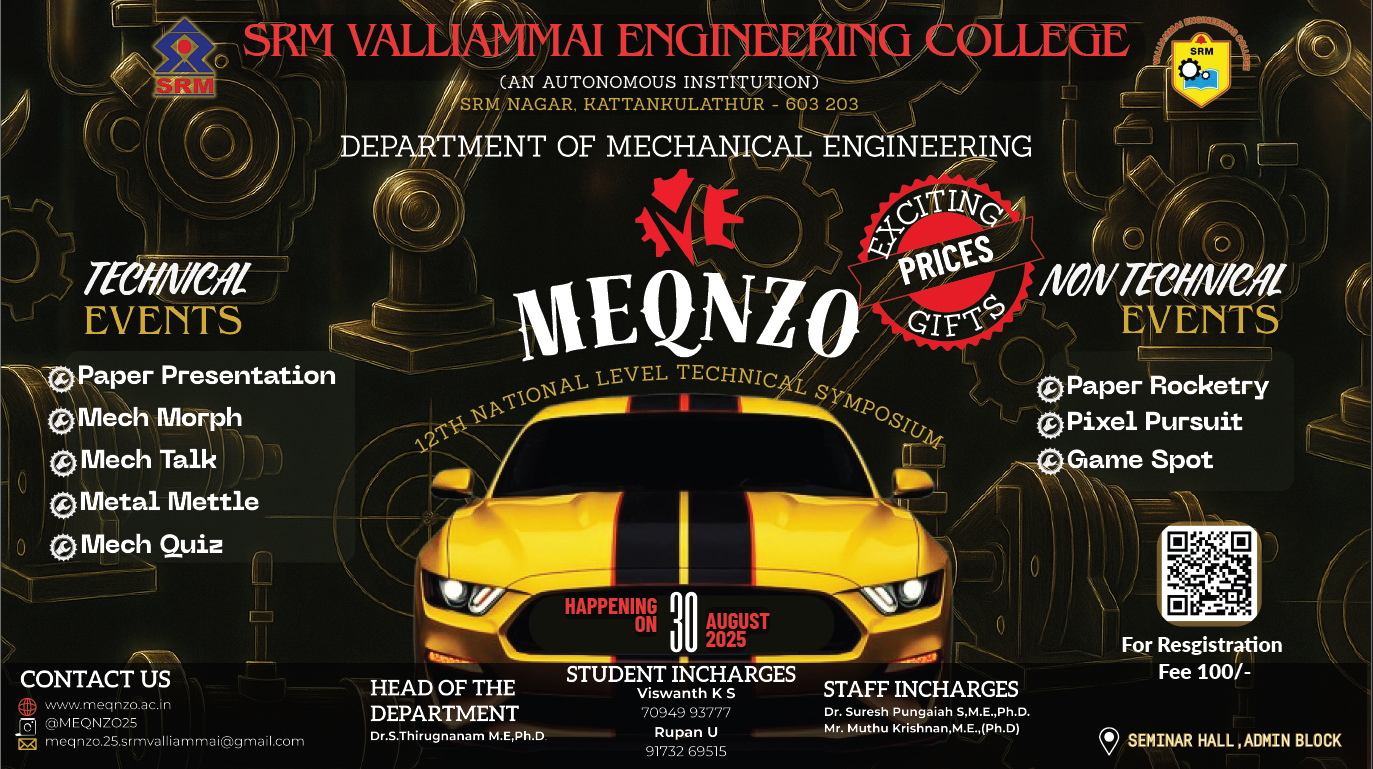 SRM VALLIAMMAI ENGINEERING COLLEGE
(AN AUTONOMOUS INSTITUTION)
SRM NAGAR, KATTANKULATHUR - 603 203
SRM
VALLIAMMAI ENGINEERING COLLEGE
SRM
DEPARTMENT OF MECHANICAL ENGINEERING
ME
MEQNZO
12TH NATIONAL LEVEL TECHNICAL SYMPOSIUM
EXCITING
PRICES
GIFTS
TECHNICAL
EVENTS
Paper Presentation
Mech Morph
Mech Talk
Metal Mettle
Mech Quiz
NON TECHNICAL
EVENTS
Paper Rocketry
Pixel Pursuit
Game Spot
HAPPENING
ON
30
AUGUST
2025
For Resgistration
Fee 100/-
CONTACT US
www.meqnzo.ac.in
@MEQNZO25
meqnzo.25.srmvalliammai@gmail.com
HEAD OF THE
DEPARTMENT
Dr.S.Thirugnanam M.E,Ph.D.
STUDENT INCHARGES
Viswanth K S
70949 93777
Rupan U
91732 69515
STAFF INCHARGES
Dr. Suresh Pungaiah S,M.E.,Ph.D.
Mr. Muthu Krishnan,M.E.,(Ph.D)
SEMINAR HALL , ADMIN BLOCK